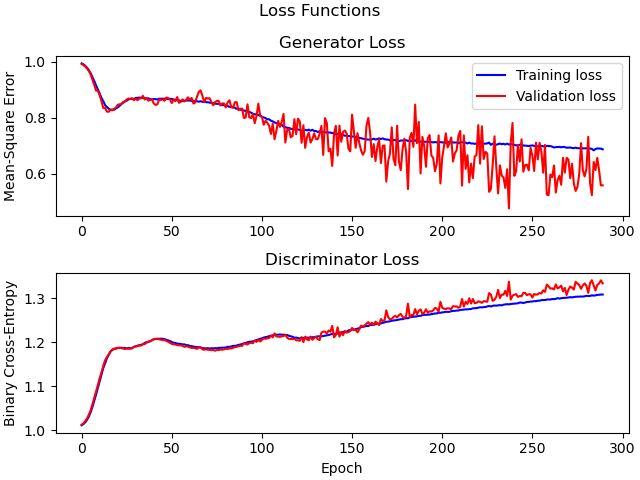 Loss Functions
Generator Loss
Mean-Square Error
1.0
0.8
0.6
Training loss
Validation loss
0 50 100 150 200 250 300
Discriminator Loss
Binary Cross-Entropy
1.3
1.2
1.1
1.0
0 50 100 150 200 250 300
Epoch